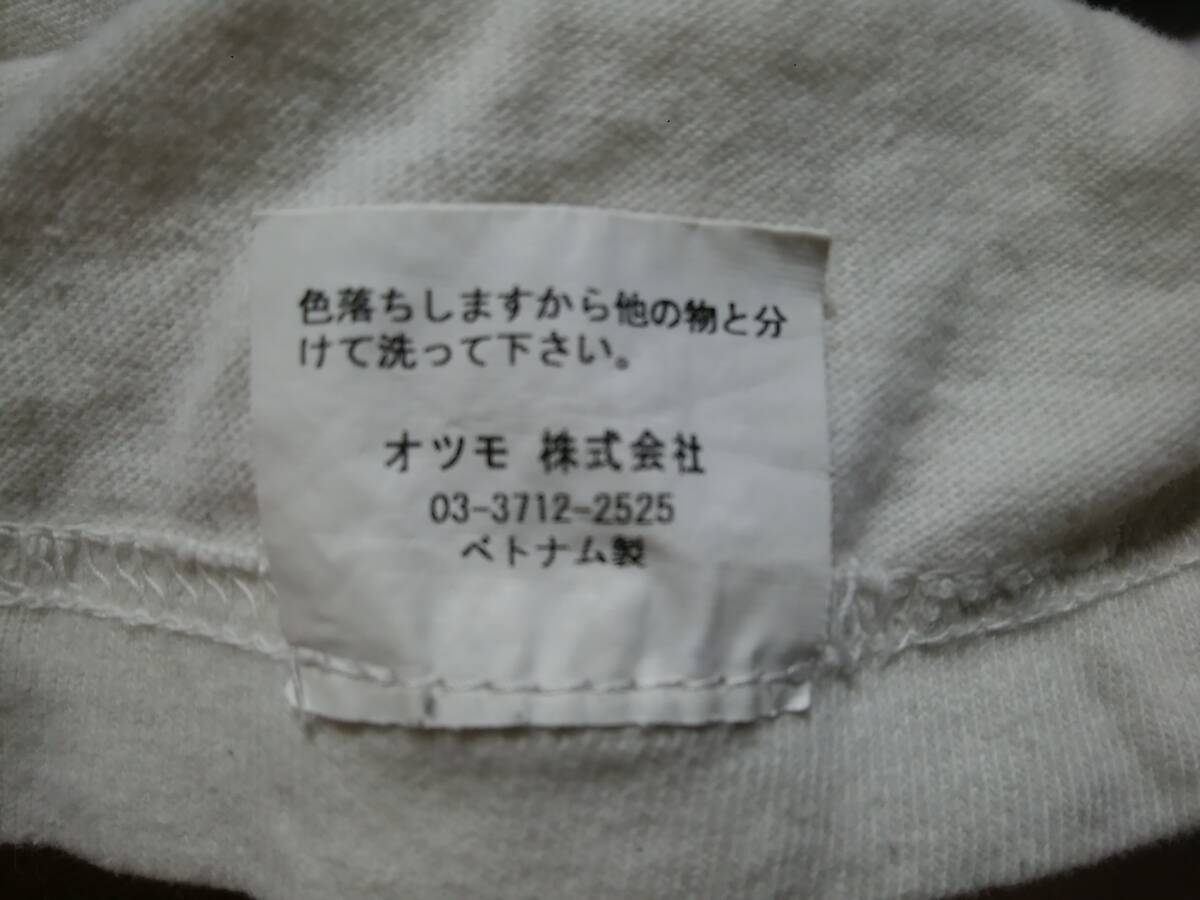 色落ちしますから他の物と分
けて洗って下さい。
オツモ 株式会社
03-3712-2525
ベトナム製